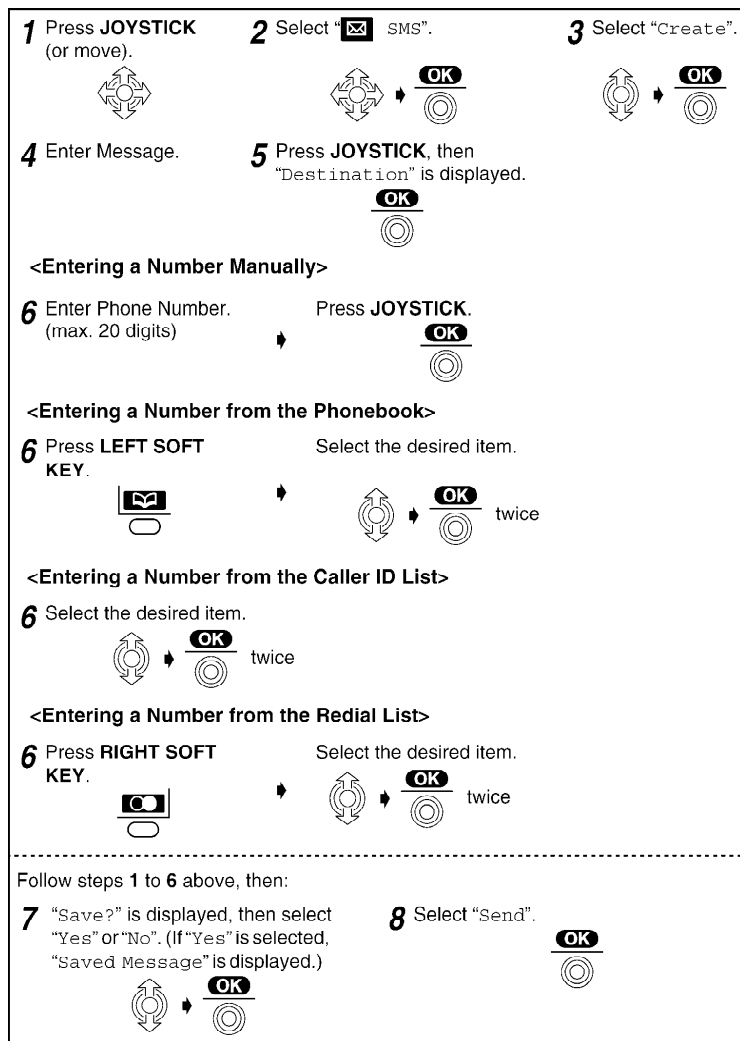 1 Press JOYSTICK (or move).
2 Select “ SMS”.
OK
3 Select “Create”.
OK
4 Enter Message.
5 Press JOYSTICK, then
“Destination” is displayed.
OK
<Entering a Number Manually>
6 Enter Phone Number.
(max. 20 digits)
Press JOYSTICK.
OK
<Entering a Number from the Phonebook>
6 Press LEFT SOFT
KEY.
Select the desired item.
OK
twice
<Entering a Number from the Caller ID List>
6 Select the desired item.
OK
twice
<Entering a Number from the Redial List>
6 Press RIGHT SOFT
KEY.
Select the desired item.
OK
twice
Follow steps 1 to 6 above, then:
7 “Save?” is displayed, then select
“Yes” or “No”. (If “Yes” is selected,
“Saved Message” is displayed.)
OK
8 Select “Send”.
OK